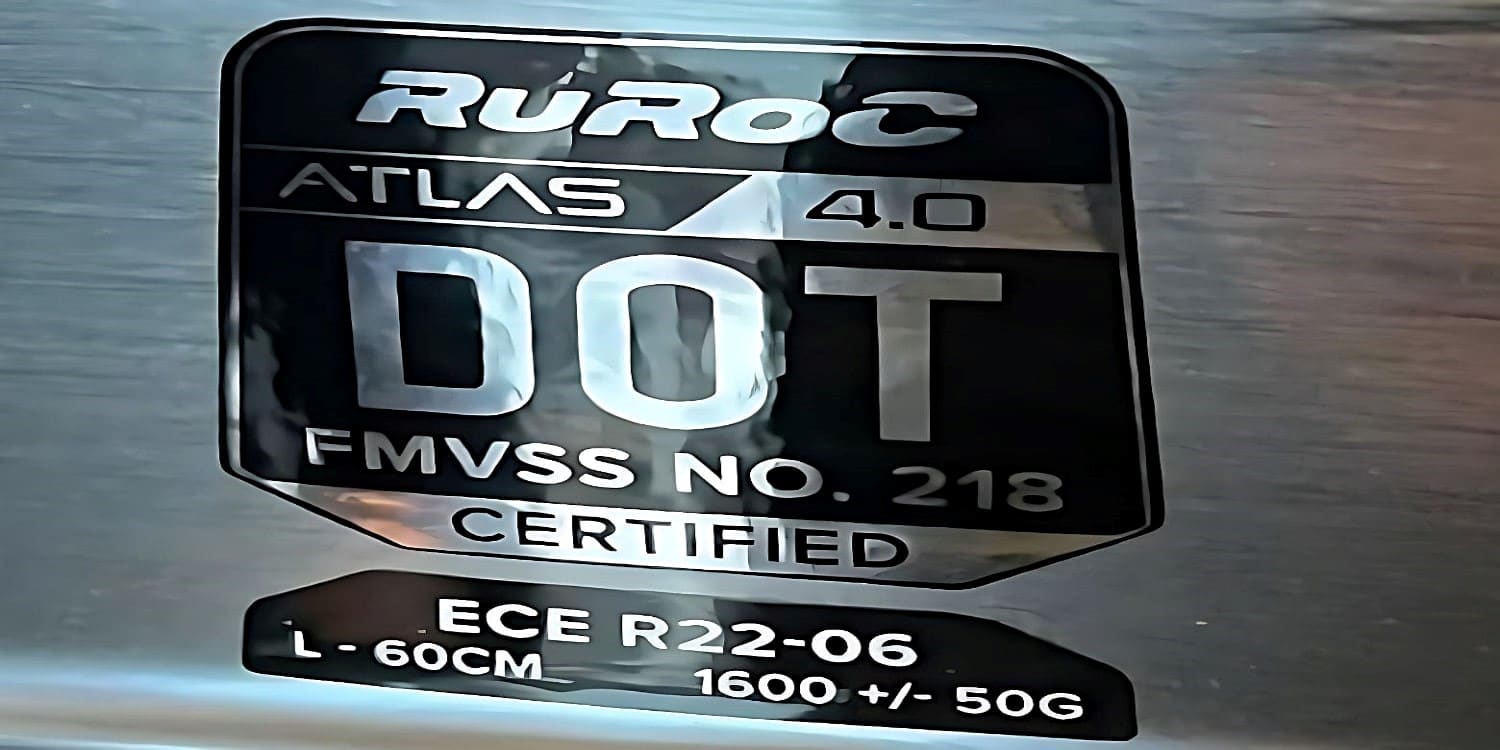 RUROC
ATLAS 4.0
DOT
FMVSS NO. 218
CERTIFIED
ECE R22-06
L - 60CM 1600 +/- 50G